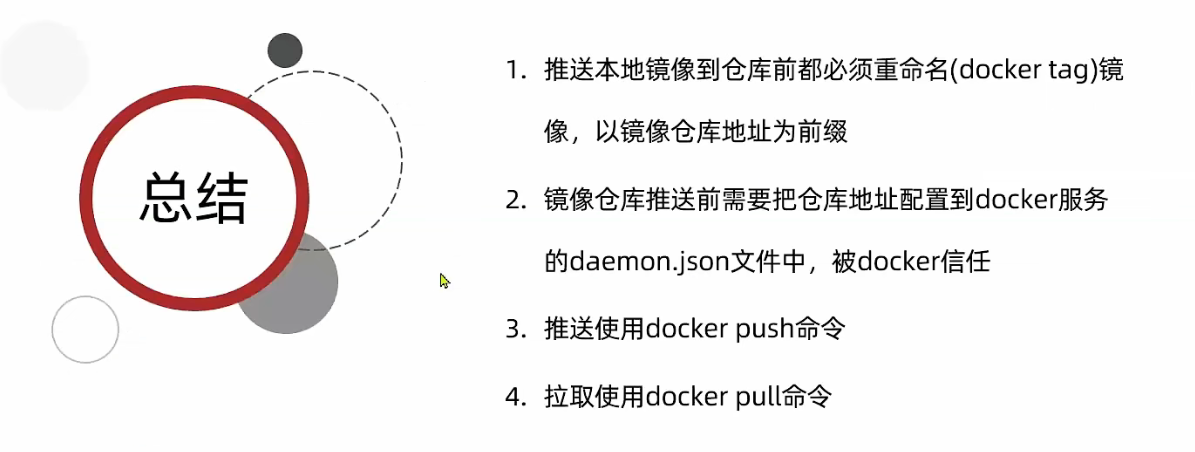 总结
1. 推送本地镜像到仓库前都必须重命名(docker tag)镜
像，以镜像仓库地址为前缀
2. 镜像仓库推送前需要把仓库地址配置到docker服务
的daemon.json文件中，被docker信任
3. 推送使用docker push命令
4. 拉取使用docker pull命令